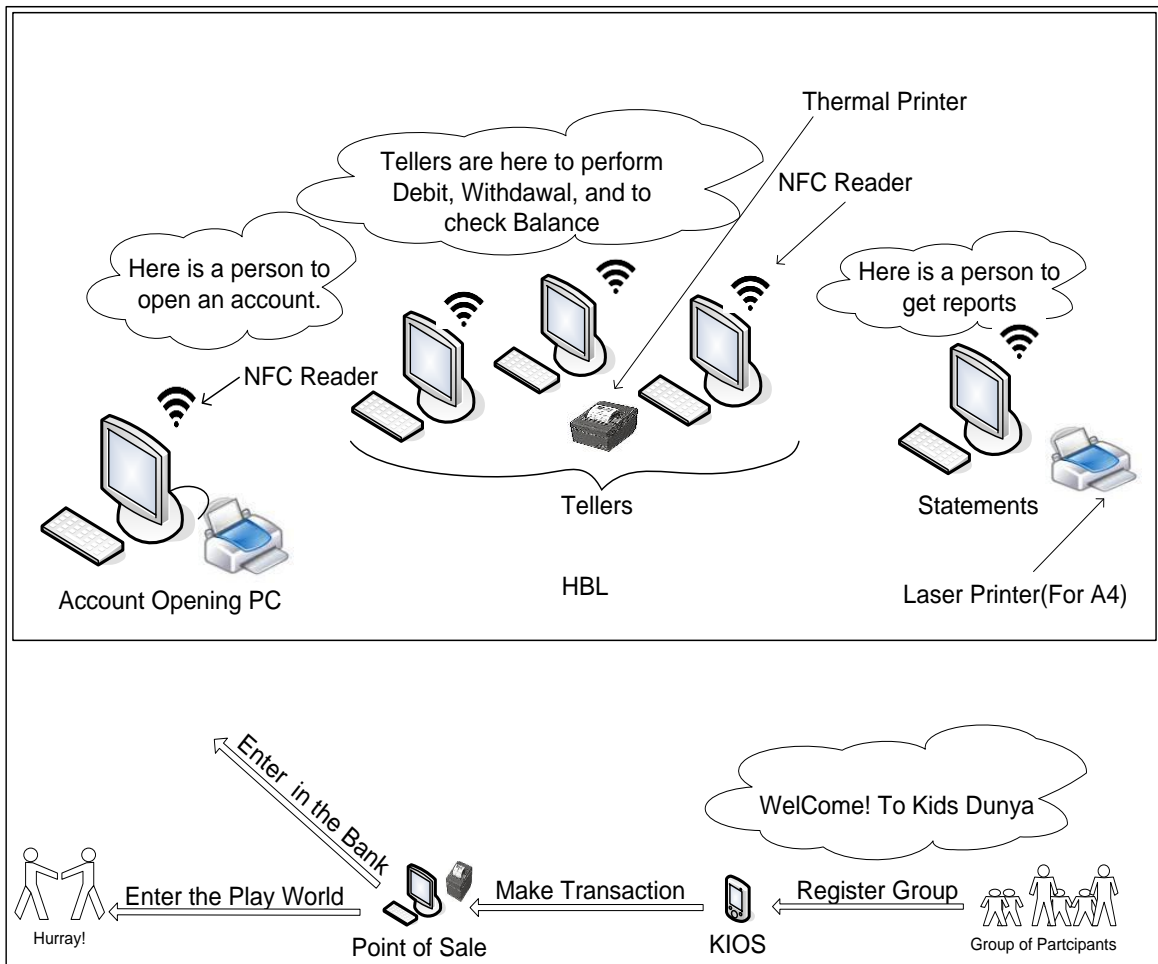 Thermal Printer
Tellers are here to perform
Debit, Withdawal, and to
check Balance
NFC Reader
Here is a person to
open an account.
Here is a person to
get reports
NFC Reader
Tellers
Statements
HBL
Account Opening PC
Laser Printer(For A4)
Enter in the Bank
WelCome! To Kids Dunya
Enter the Play World
Make Transaction
Register Group
Hurray!
Point of Sale
KIOS
Group of Partcipants